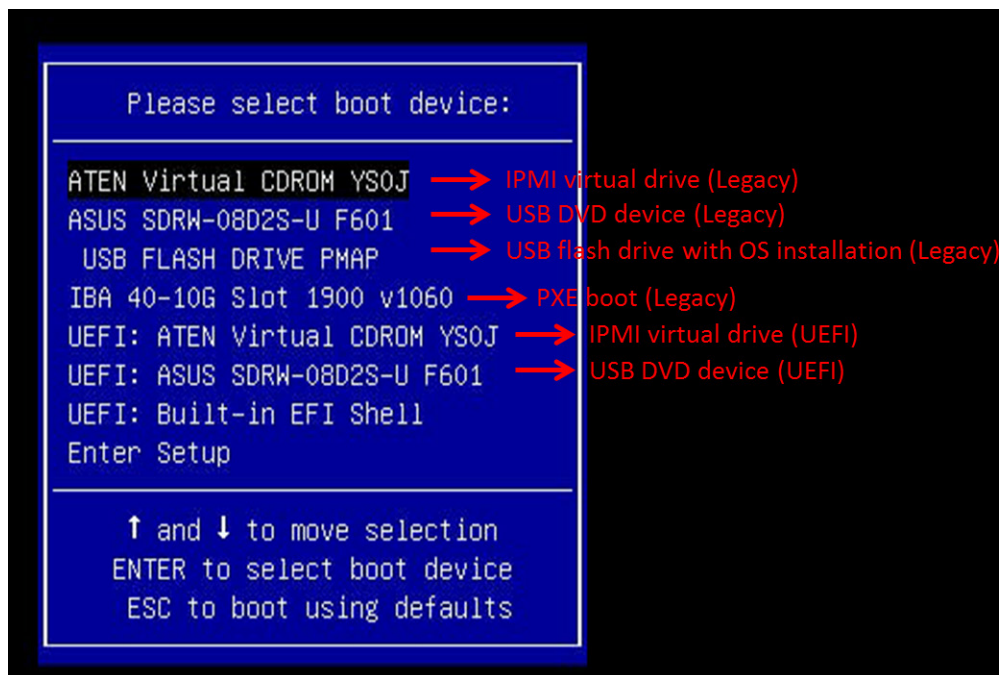 Please select boot device:
ATEN Virtual CDROM YS0J → IPMI virtual drive (Legacy)
ASUS SDRW-08D2S-U F601 → USB DVD device (Legacy)
USB FLASH DRIVE PMAP → USB flash drive with OS installation (Legacy)
IBA 40-10G Slot 1900 v1060 → PXE boot (Legacy)
UEFI: ATEN Virtual CDROM YS0J → IPMI virtual drive (UEFI)
UEFI: ASUS SDRW-08D2S-U F601 → USB DVD device (UEFI)
UEFI: Built-in EFI Shell
Enter Setup
↑ and ↓ to move selection
ENTER to select boot device
ESC to boot using defaults